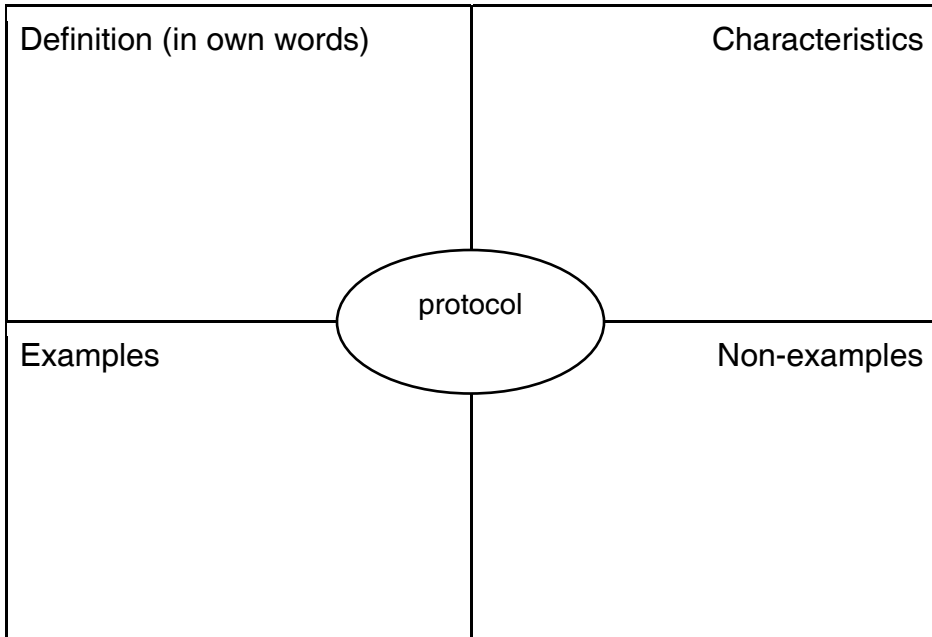 Definition (in own words)
Characteristics
protocol
Examples
Non-examples